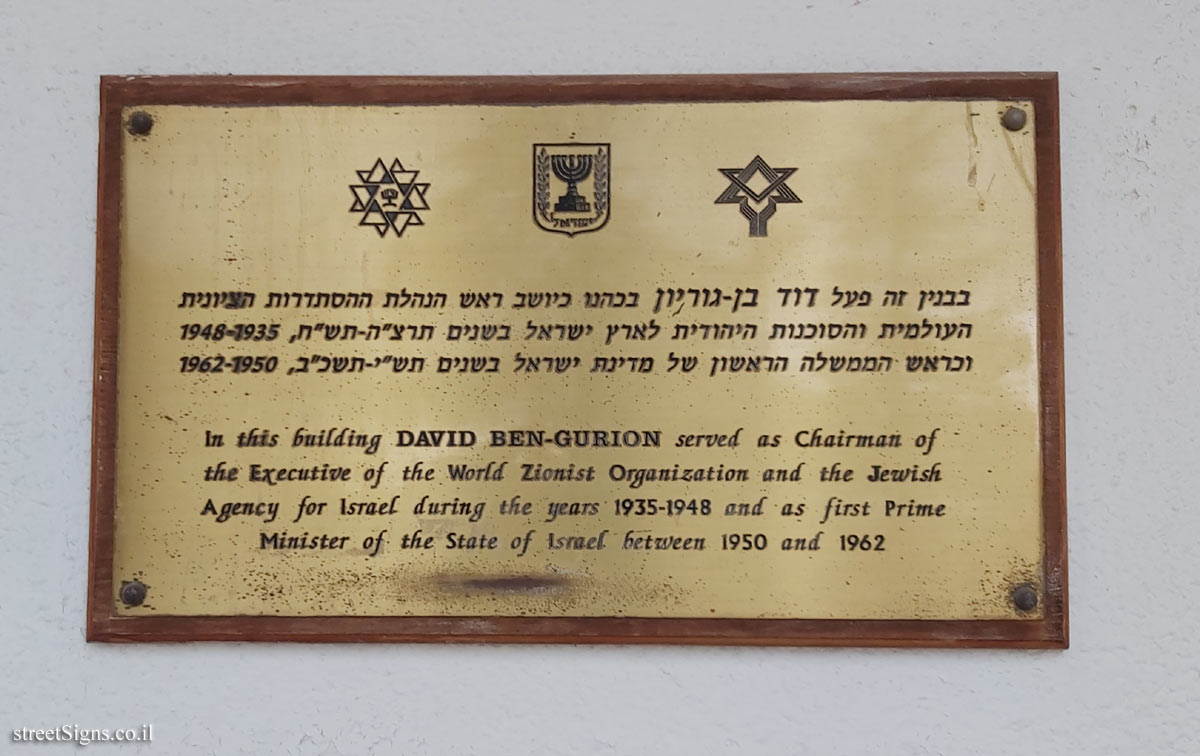 ישראל
בבנין זה פעל דוד בן-גוריון בכהנו כיושב ראש הנהלת ההסתדרות הציונית
העולמית והסוכנות היהודית לארץ ישראל בשנים תרצ"ה-תש"ח, 1948-1935
וכראש הממשלה הראשון של מדינת ישראל בשנים תש"י-תשכ"ב, 1962-1950
In this building DAVID BEN-GURION served as Chairman of
the Executive of the World Zionist Organization and the Jewish
Agency for Israel during the years 1935-1948 and as first Prime
Minister of the State of Israel between 1950 and 1962
streetSigns.co.il